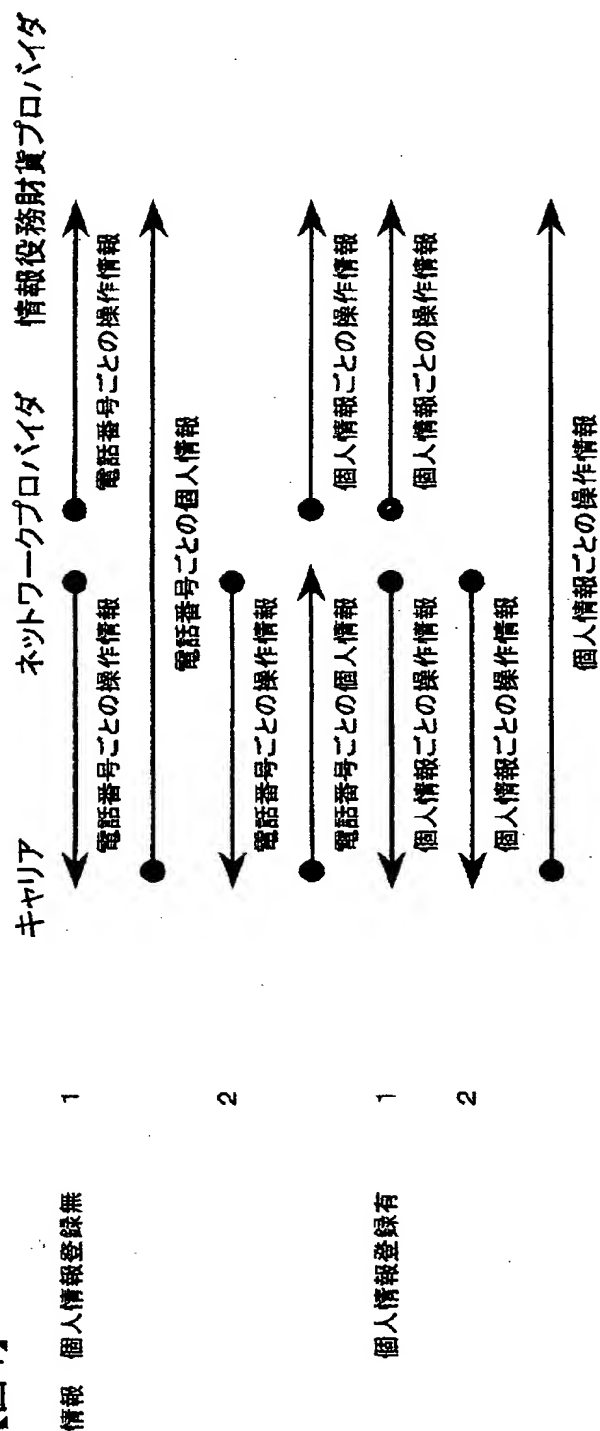 キャリア ネットワークプロバイダ 情報役務財貨プロバイダ
情報 個人情報登録無 1
電話番号ごとの操作情報 電話番号ごとの操作情報
電話番号ごとの個人情報
2
電話番号ごとの操作情報
電話番号ごとの個人情報 個人情報ごとの操作情報
個人情報登録有 1
個人情報ごとの操作情報 個人情報ごとの操作情報
2
個人情報ごとの操作情報
個人情報ごとの操作情報